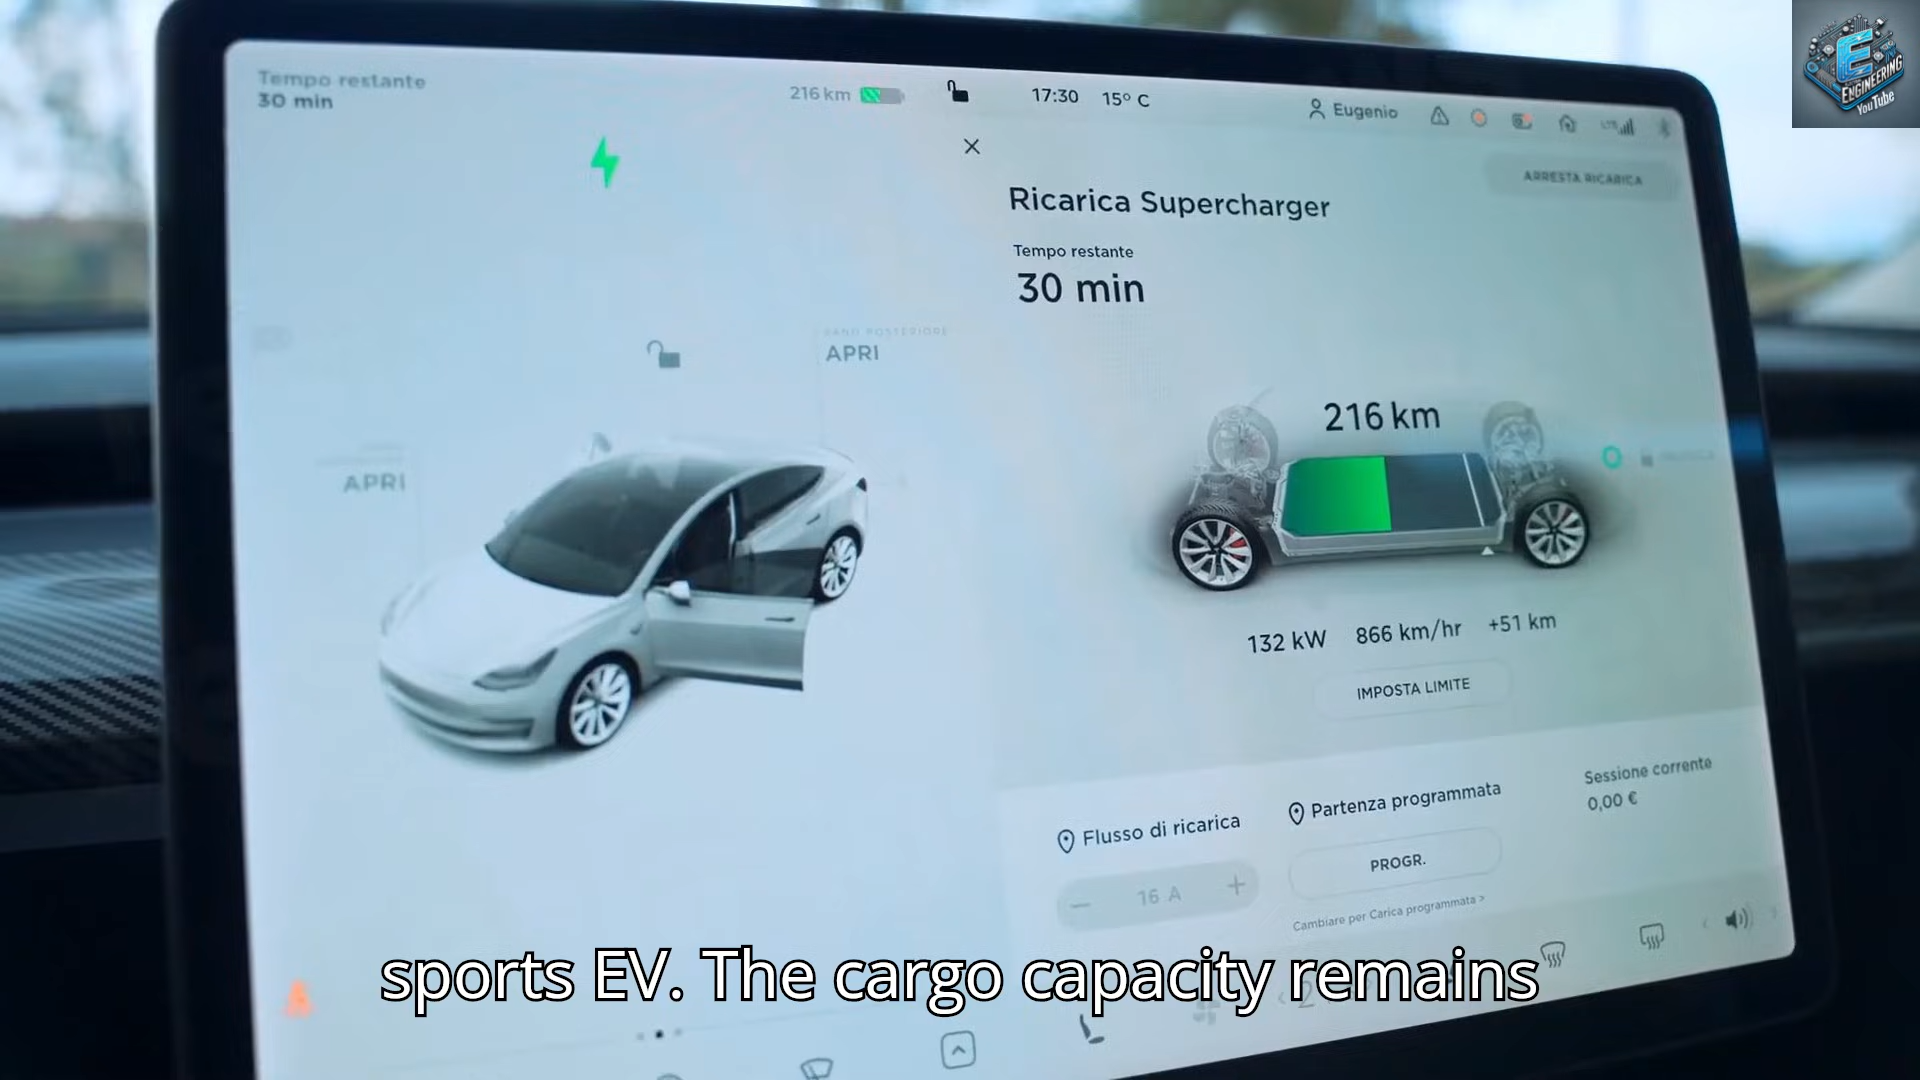 Tempo restante
30 min
216 km
17:30
15° C
Eugenio
LTE
ENGINEERING
YouTube
ARRESTA RICARICA
Ricarica Supercharger
Tempo restante
30 min
APRI
APRI
216 km
132 kW 866 km/hr +51 km
IMPOSTA LIMITE
Flusso di ricarica
16 A
Partenza programmata
PROGR.
Cambiare per Carica programmata >
Sessione corrente
0,00 €
sports EV. The cargo capacity remains